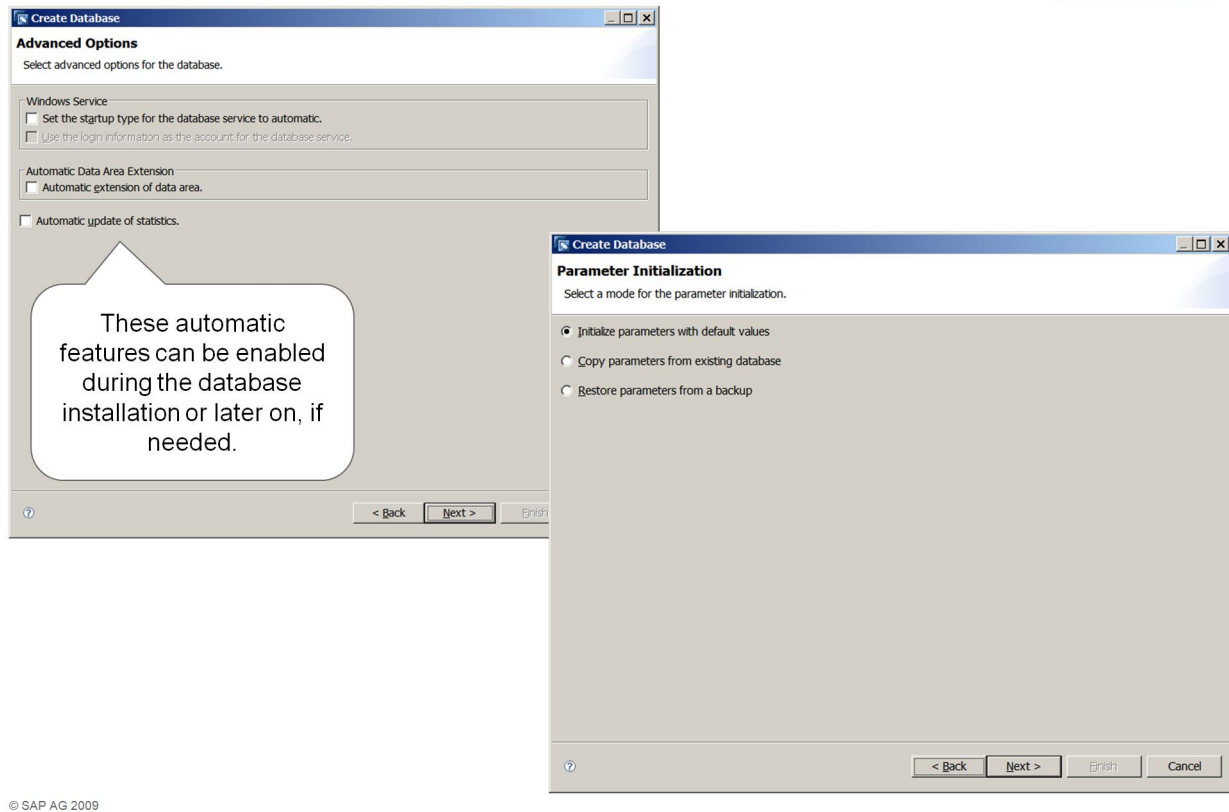 Create Database
Advanced Options
Select advanced options for the database.
Windows Service
Set the startup type for the database service to automatic.
Use the login information as the account for the database service.
Automatic Data Area Extension
Automatic extension of data area.
Automatic update of statistics.
These automatic
features can be enabled
during the database
installation or later on, if
needed.
< Back Next > Finish
Create Database
Parameter Initialization
Select a mode for the parameter initialization.
Initialize parameters with default values
Copy parameters from existing database
Restore parameters from a backup
< Back Next > Finish Cancel
© SAP AG 2009